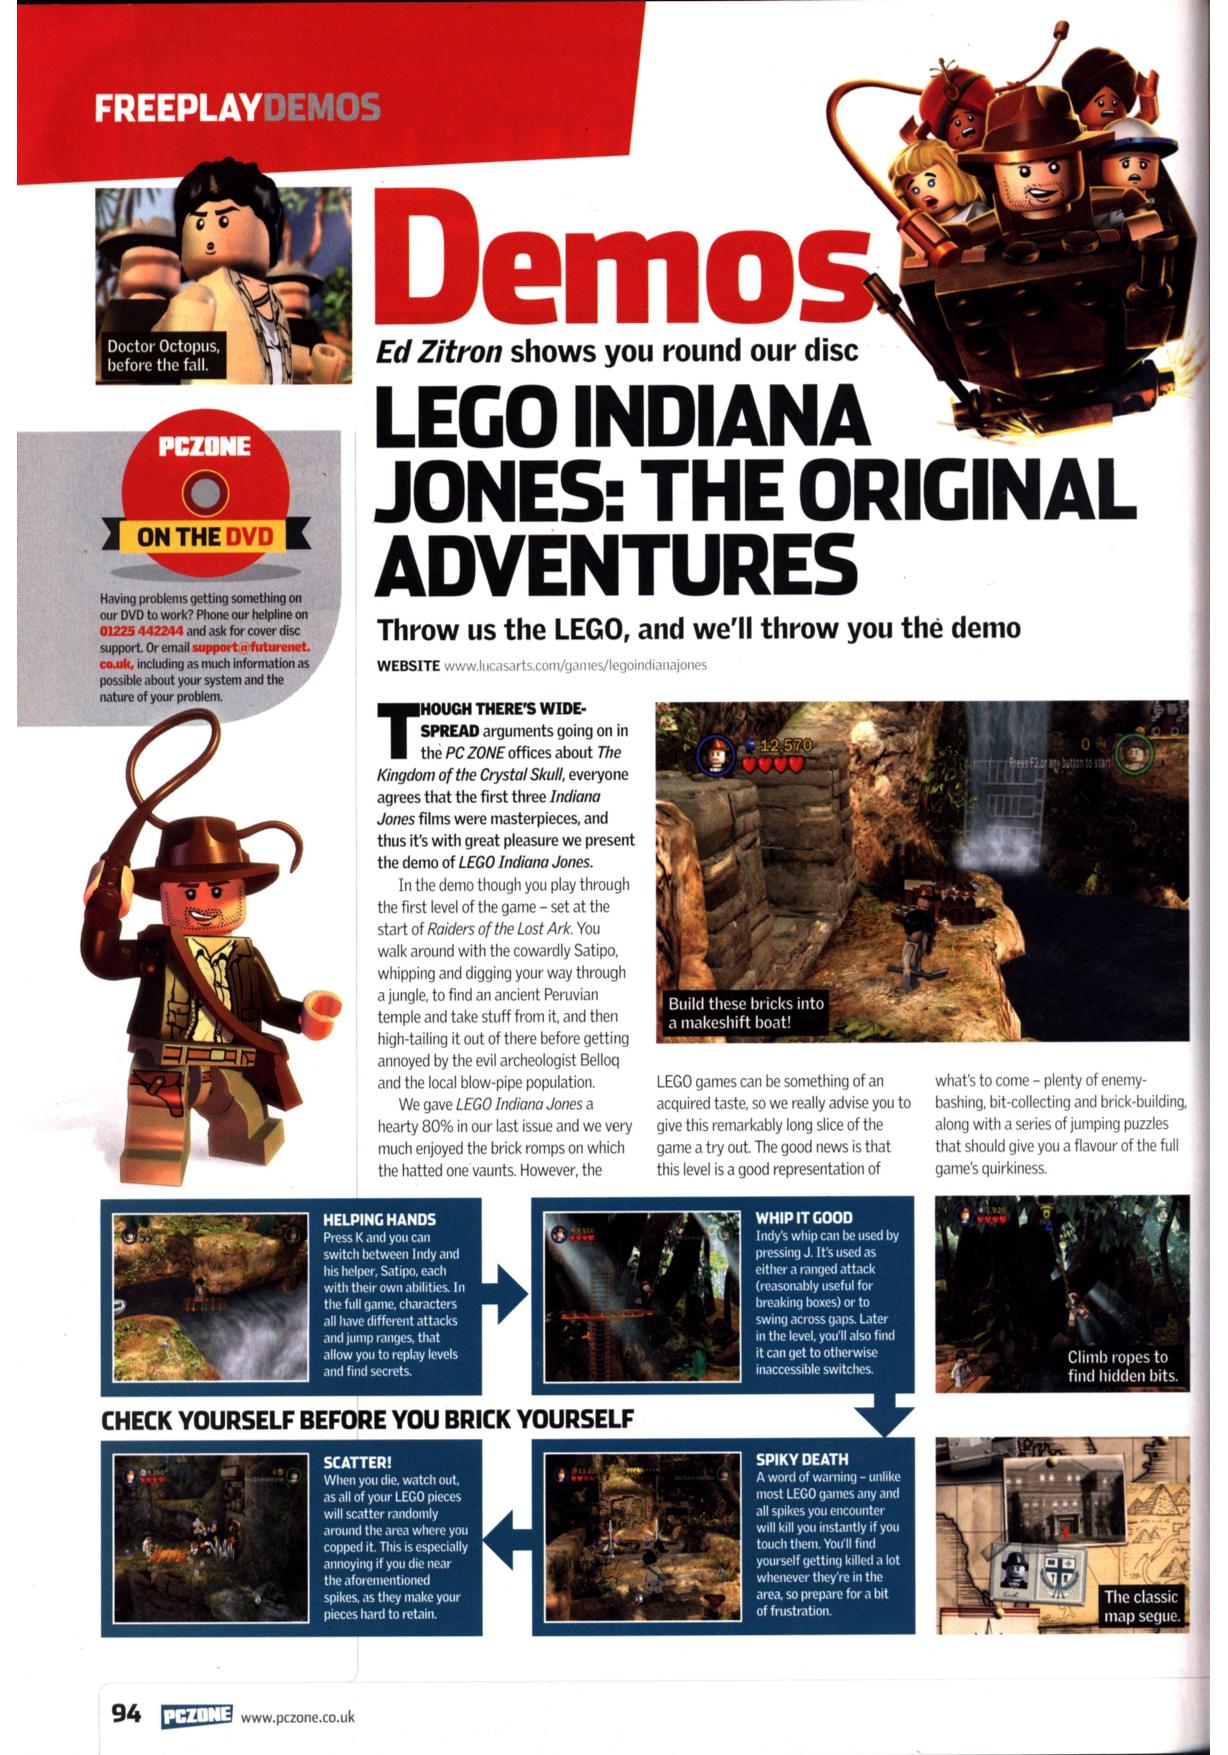 FREEPLAYDEMOS
Doctor Octopus,
before the fall.
Demos
Ed Zitron shows you round our disc
LEGO INDIANA
JONES: THE ORIGINAL
ADVENTURES
Throw us the LEGO, and we'll throw you the demo
WEBSITE www.lucasarts.com/games/legoindianajones
PCZONE
ON THE DVD
Having problems getting something on
our DVD to work? Phone our helpline on
01225 442244 and ask for cover disc
support. Or email support@futurenet.
co.uk, including as much information as
possible about your system and the
nature of your problem.
THOUGH THERE'S WIDE-
SPREAD arguments going on in
the PC ZONE offices about The
Kingdom of the Crystal Skull, everyone
agrees that the first three Indiana
Jones films were masterpieces, and
thus it's with great pleasure we present
the demo of LEGO Indiana Jones.
In the demo though you play through
the first level of the game – set at the
start of Raiders of the Lost Ark. You
walk around with the cowardly Satipo,
whipping and digging your way through
a jungle, to find an ancient Peruvian
temple and take stuff from it, and then
high-tailing it out of there before getting
annoyed by the evil archeologist Belloq
and the local blow-pipe population.
We gave LEGO Indiana Jones a
hearty 80% in our last issue and we very
much enjoyed the brick romps on which
the hatted one vaunts. However, the
12,570
0
Press F2 or any button to start
Build these bricks into
a makeshift boat!
LEGO games can be something of an
acquired taste, so we really advise you to
give this remarkably long slice of the
game a try out. The good news is that
this level is a good representation of
what's to come – plenty of enemy-
bashing, bit-collecting and brick-building,
along with a series of jumping puzzles
that should give you a flavour of the full
game's quirkiness.
HELPING HANDS
Press K and you can
switch between Indy and
his helper, Satipo, each
with their own abilities. In
the full game, characters
all have different attacks
and jump ranges, that
allow you to replay levels
and find secrets.
WHIP IT GOOD
Indy's whip can be used by
pressing J. It's used as
either a ranged attack
(reasonably useful for
breaking boxes) or to
swing across gaps. Later
in the level, you'll also find
it can get to otherwise
inaccessible switches.
Climb ropes to
find hidden bits.
CHECK YOURSELF BEFORE YOU BRICK YOURSELF
SCATTER!
When you die, watch out,
as all of your LEGO pieces
will scatter randomly
around the area where you
copped it. This is especially
annoying if you die near
the aforementioned
spikes, as they make your
pieces hard to retain.
SPIKY DEATH
A word of warning – unlike
most LEGO games any and
all spikes you encounter
will kill you instantly if you
touch them. You'll find
yourself getting killed a lot
whenever they're in the
area, so prepare for a bit
of frustration.
The classic
map segue.
94 PCZONE www.pczone.co.uk